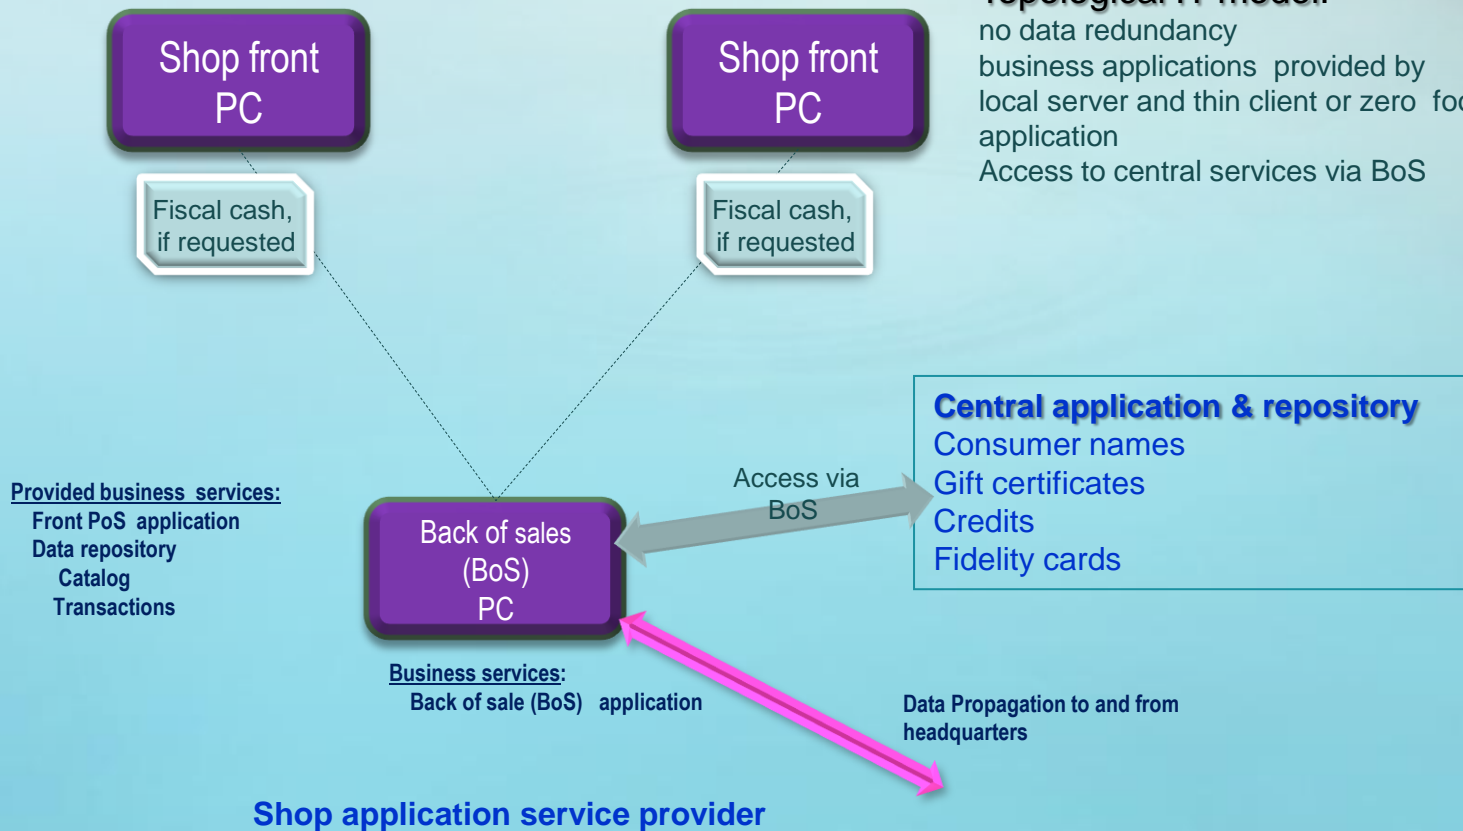 Topological IT model:
no data redundancy
business applications provided by
local server and thin client or zero
application
Access to central services via BoS
Shop front
PC
Shop front
PC
Fiscal cash,
if requested
Fiscal cash,
if requested
Central application & repository
Consumer names
Gift certificates
Credits
Fidelity cards
Access via
BoS
Provided business services:
Front PoS application
Data repository
Catalog
Transactions
Back of sales
(BoS)
PC
Business services:
Back of sale (BoS) application
Data Propagation to and from
headquarters
Shop application service provider